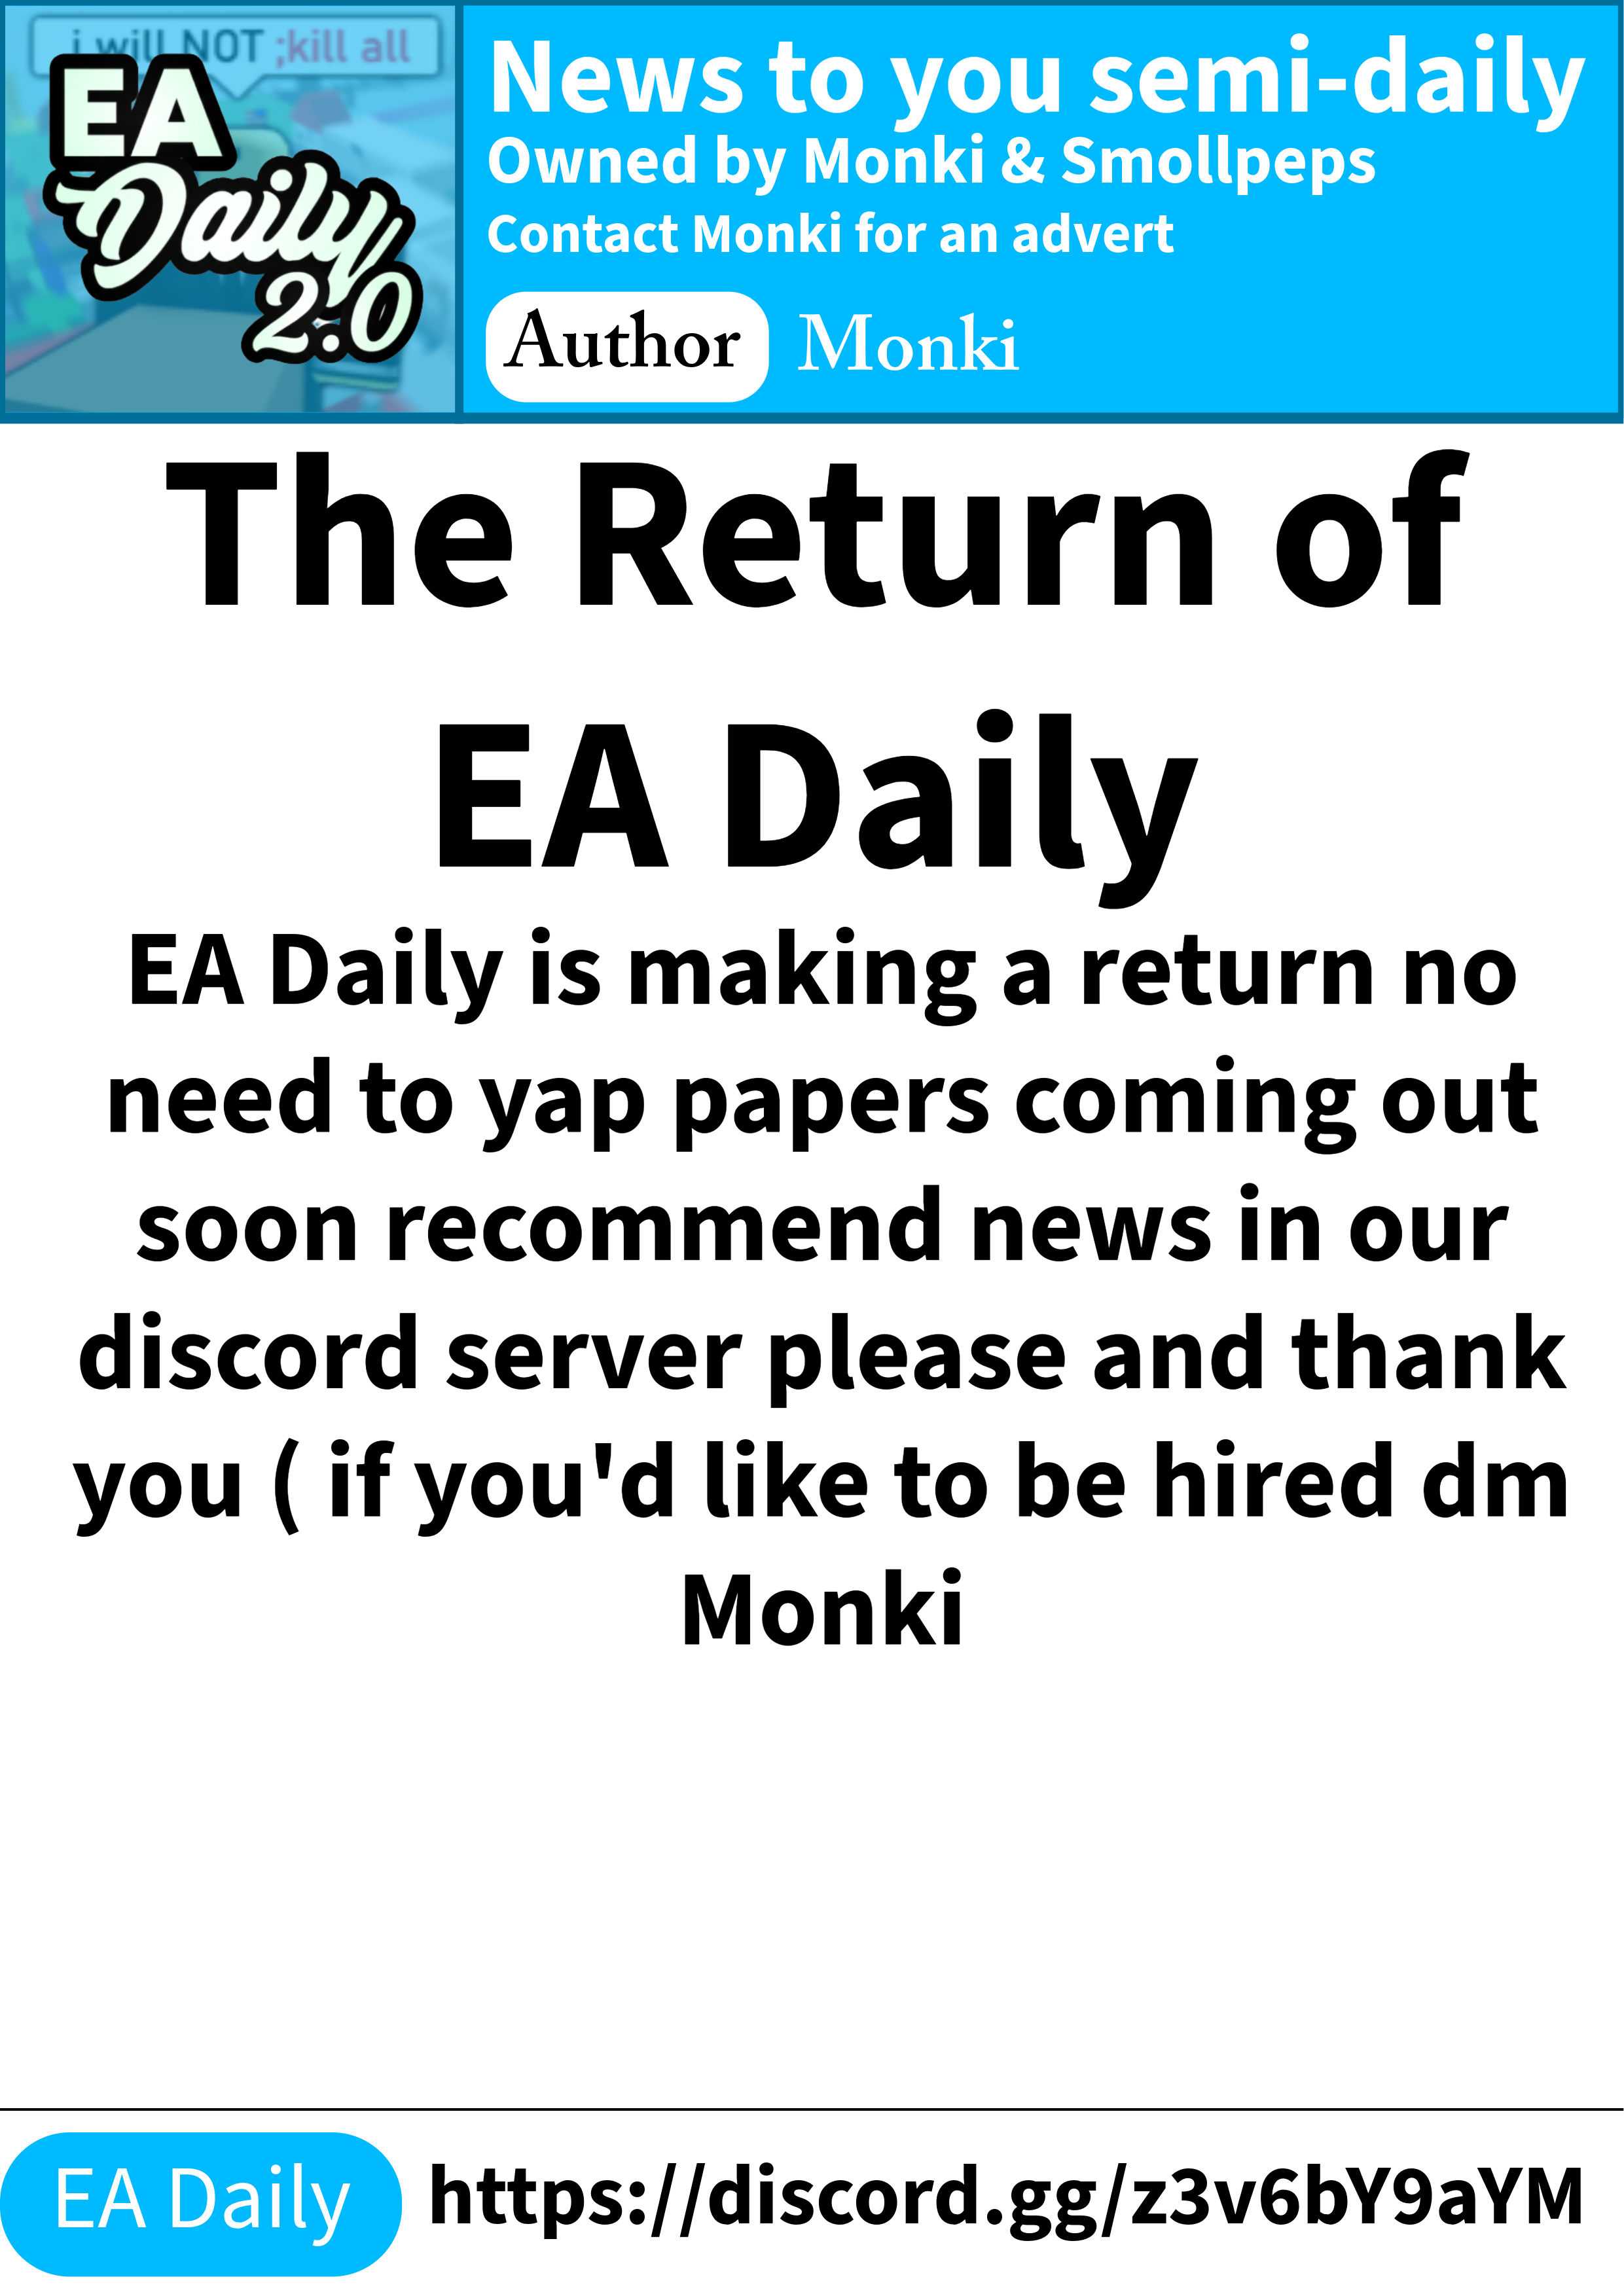 i will NOT ;kill all
EA
Daily
2.0
News to you semi-daily
Owned by Monki & Smollpeps
Contact Monki for an advert
Author Monki
The Return of
EA Daily
EA Daily is making a return no
need to yap papers coming out
soon recommend news in our
discord server please and thank
you ( if you'd like to be hired dm
Monki
EA Daily https://discord.gg/z3v6bY9aYM